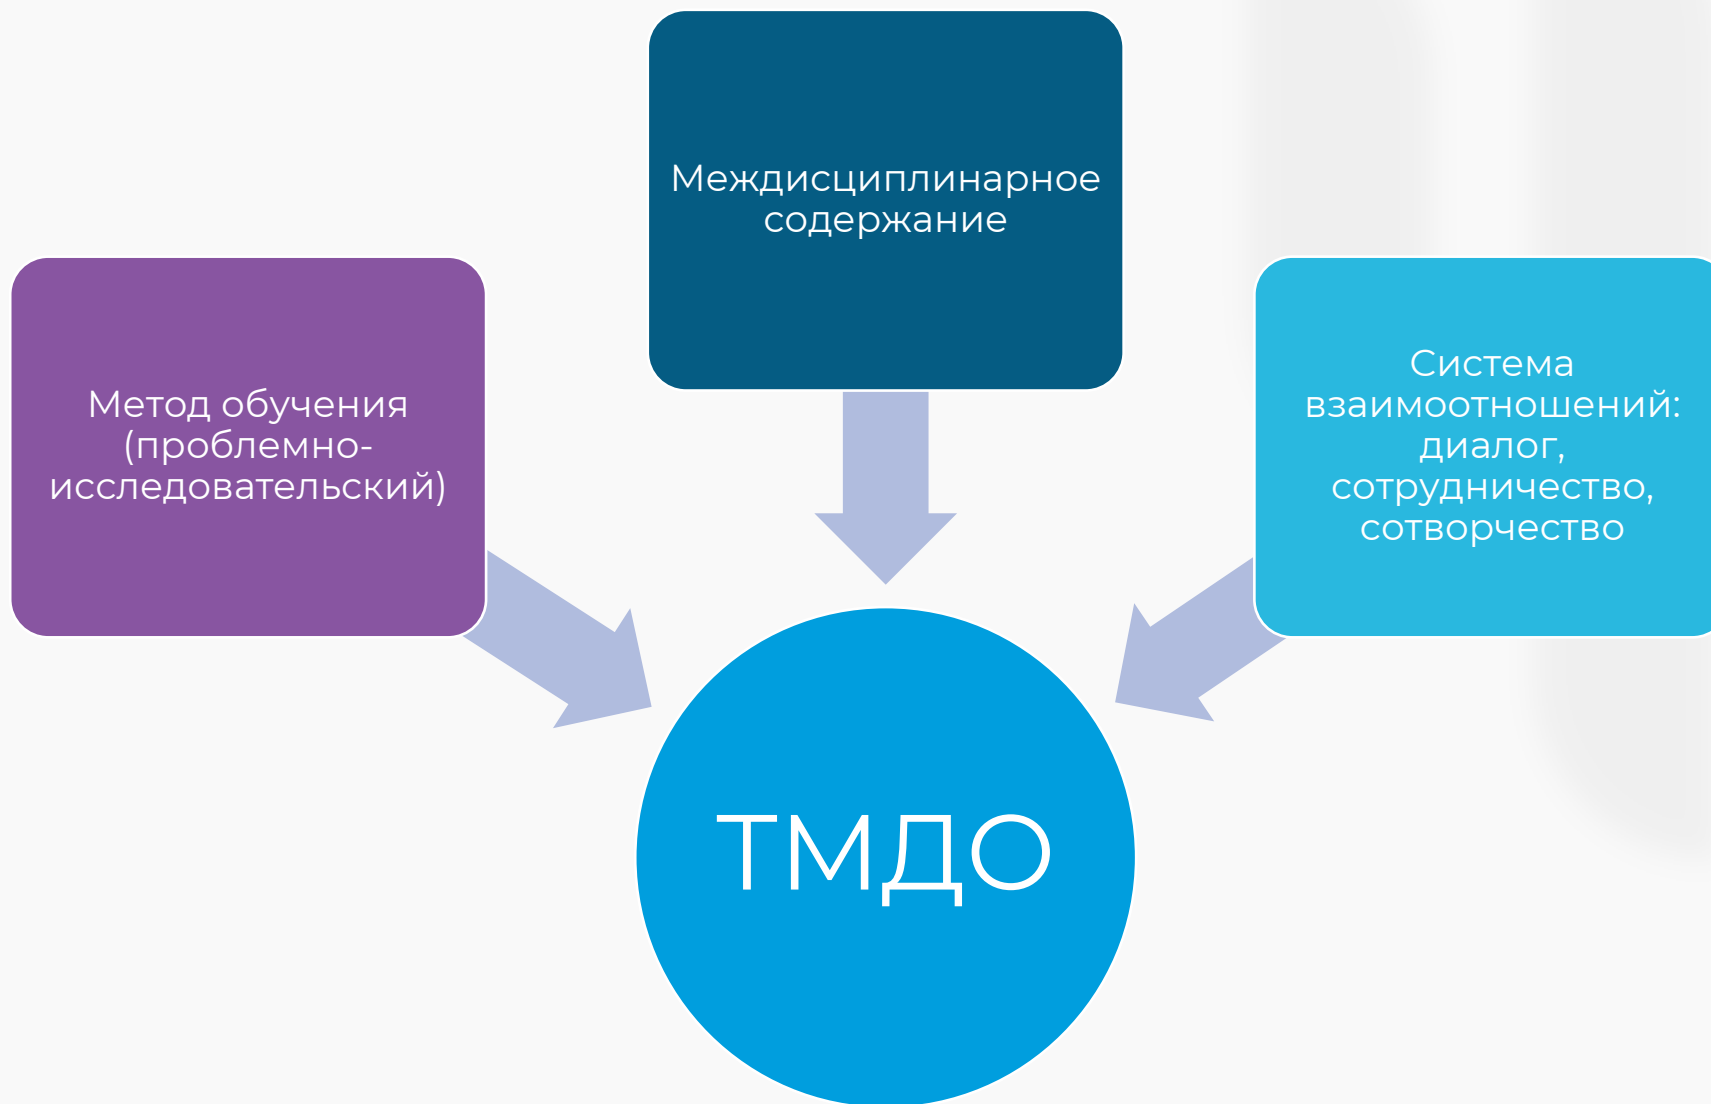 Междисциплинарное
содержание
Метод обучения
(проблемно-
исследовательский)
Система
взаимоотношений:
диалог,
сотрудничество,
сотворчество
ТМДО